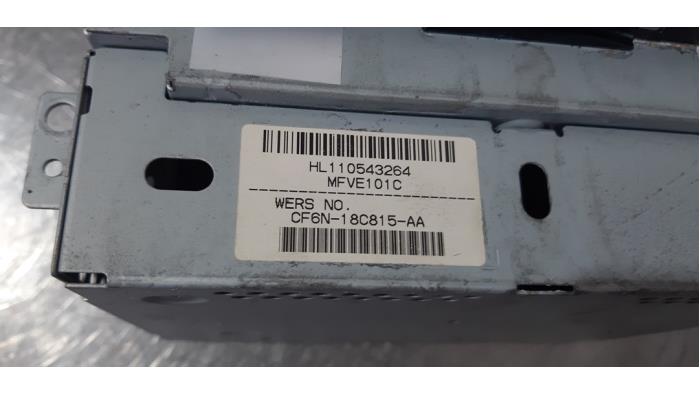 HL110543264
MFVE101C
WERS NO.
CF6N-18C815-AA